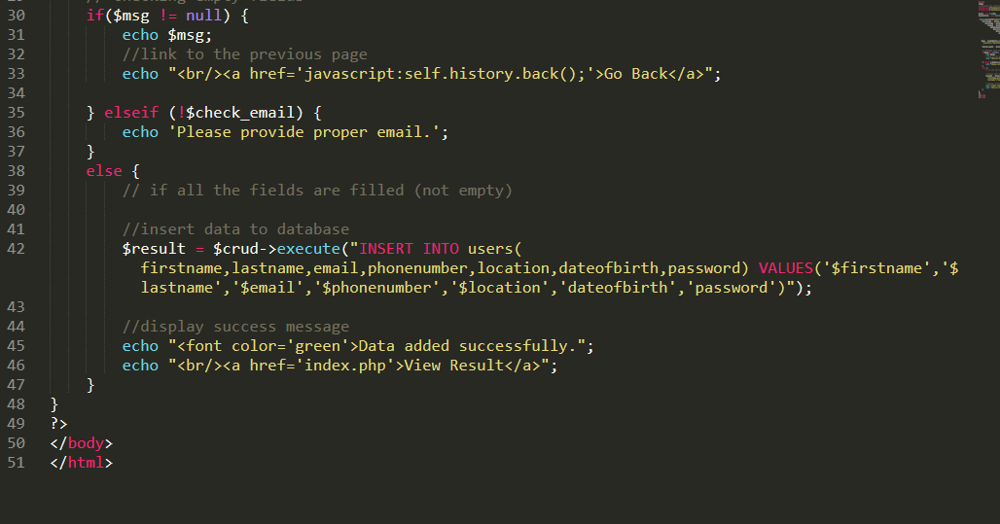 30 if($msg != null) {
31 echo $msg;
32 //link to the previous page
33 echo "<br/><a href='javascript:self.history.back();'>Go Back</a>";
34
35 } elseif (!$check_email) {
36 echo 'Please provide proper email.';
37 }
38 else {
39 // if all the fields are filled (not empty)
40
41 //insert data to database
42 $result = $crud->execute("INSERT INTO users(
firstname,lastname,email,phonenumber,location,dateofbirth,password) VALUES('$firstname','$
lastname','$email','$phonenumber','$location','dateofbirth','password')");
43
44 //display success message
45 echo "<font color='green'>Data added successfully.";
46 echo "<br/><a href='index.php'>View Result</a>";
47 }
48 }
49 ?>
50 </body>
51 </html>